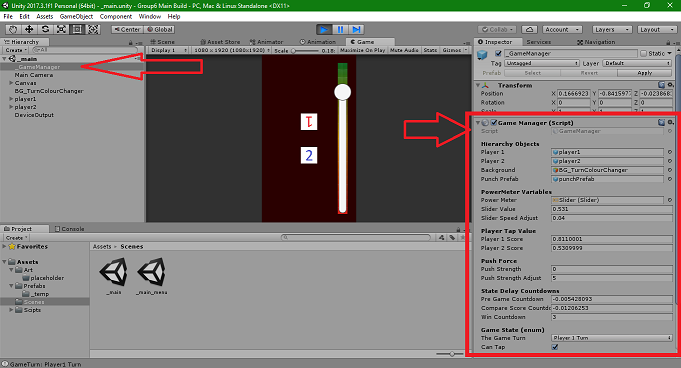 Unity 2017.3.1f1 Personal (64bit) - _main.unity - Group6 Main Build - PC, Mac & Linux Standalone <DX11>
File Edit Assets GameObject Component Window Help
Center Global Collab Account Layers Layout
Hierarchy Scene Asset Store Animator Animation Game Inspector Services Navigation
Create All Display 1 1080 x 1920 (1080x1920) Scale 0.18 Maximize On Play Mute Audio Stats Gizmos
_main
_GameManager
Main Camera
Canvas
BG_TurnColourChanger
player1
player2
DeviceOutput
1
2
_GameManager Static
Tag Untagged Layer Default
Prefab Select Revert Apply
Transform
Position X 0.1666923 Y -0.841597 Z -0.023868
Rotation X 0 Y 0 Z 0
Game Manager (Script)
Script GameManager
Hierarchy Objects
Player 1 player1
Player 2 player2
Background BG_TurnColourChanger
Punch Prefab punchPrefab
PowerMeter Variables
Power Meter Slider (Slider)
Slider Value 0.531
Slider Speed Adjust 0.04
Player Tap Value
Player 1 Score 0.8110001
Player 2 Score 0.5309999
Push Force
Push Strength 0
Push Strength Adjust 5
State Delay Countdowns
Pre Game Countdown -0.005428093
Compare Score Countdo -0.01206253
Win Countdown 3
Game State (enum)
The Game Turn Player 1 Turn
Can Tap
Project Console
Create
Favorites
Assets
Art
placeholder
Prefabs
_temp
Scenes
Scipts
Assets Scenes
_main _main_menu
GameTurn: Player1 Turn